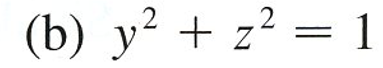 (b) y² + z² = 1